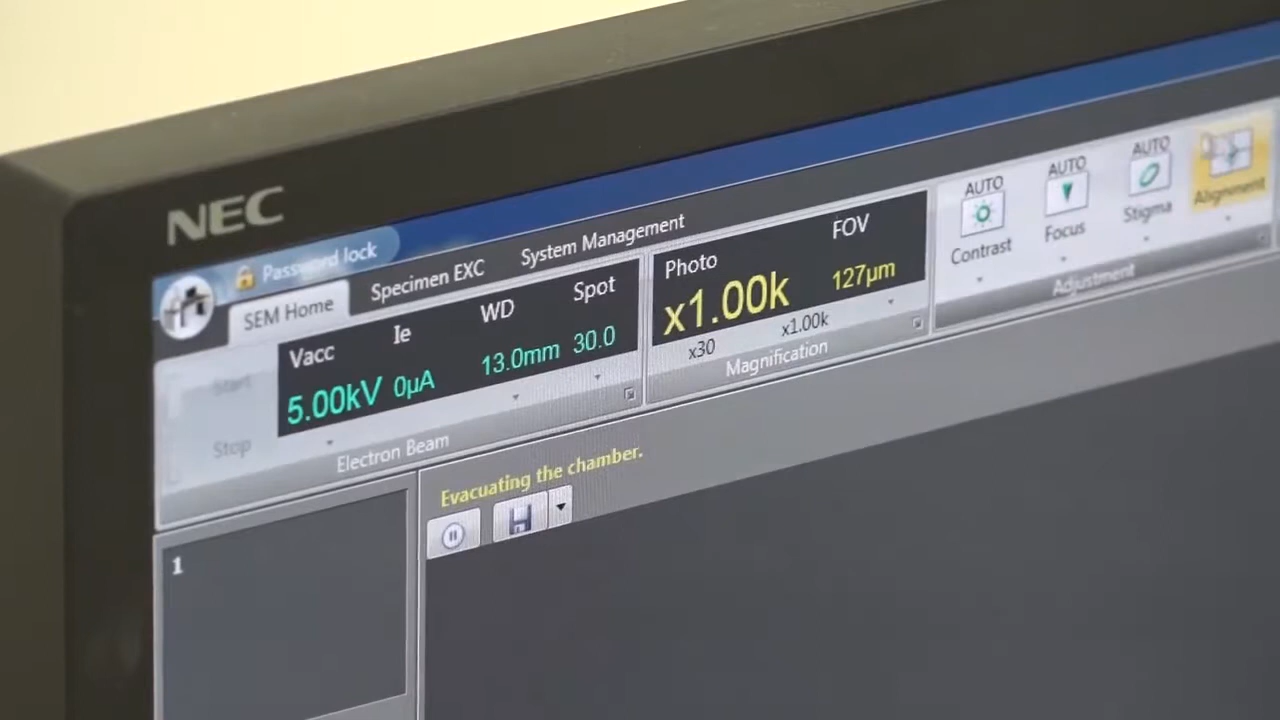 NEC
Password lock
SEM Home Specimen EXC System Management
Start
Stop
Vacc Ie WD Spot
5.00kV 0µA 13.0mm 30.0
Electron Beam
Photo FOV
x1.00k 127µm
x30 x1.00k
Magnification
AUTO AUTO AUTO
Contrast Focus Stigma Alignment
Adjustment
Evacuating the chamber.
1